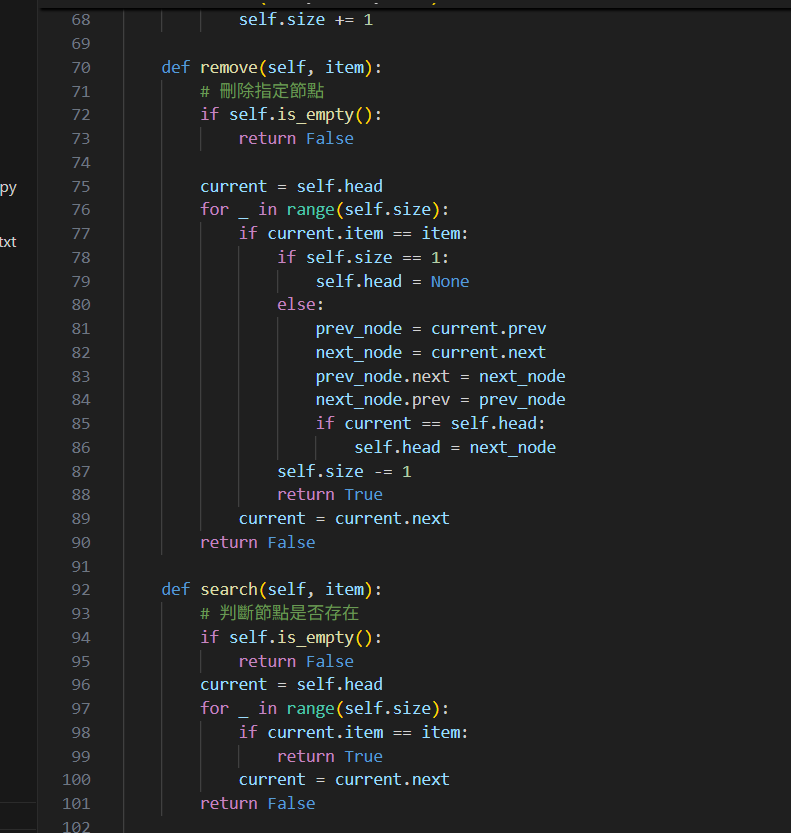 68 self.size += 1
69
70 def remove(self, item):
71 # 刪除指定節點
72 if self.is_empty():
73 return False
74
py
75 current = self.head
76 for _ in range(self.size):
77 if current.item == item:
txt
78 if self.size == 1:
79 self.head = None
80 else:
81 prev_node = current.prev
82 next_node = current.next
83 prev_node.next = next_node
84 next_node.prev = prev_node
85 if current == self.head:
86 self.head = next_node
87 self.size -= 1
88 return True
89 current = current.next
90 return False
91
92 def search(self, item):
93 # 判斷節點是否存在
94 if self.is_empty():
95 return False
96 current = self.head
97 for _ in range(self.size):
98 if current.item == item:
99 return True
100 current = current.next
101 return False
102